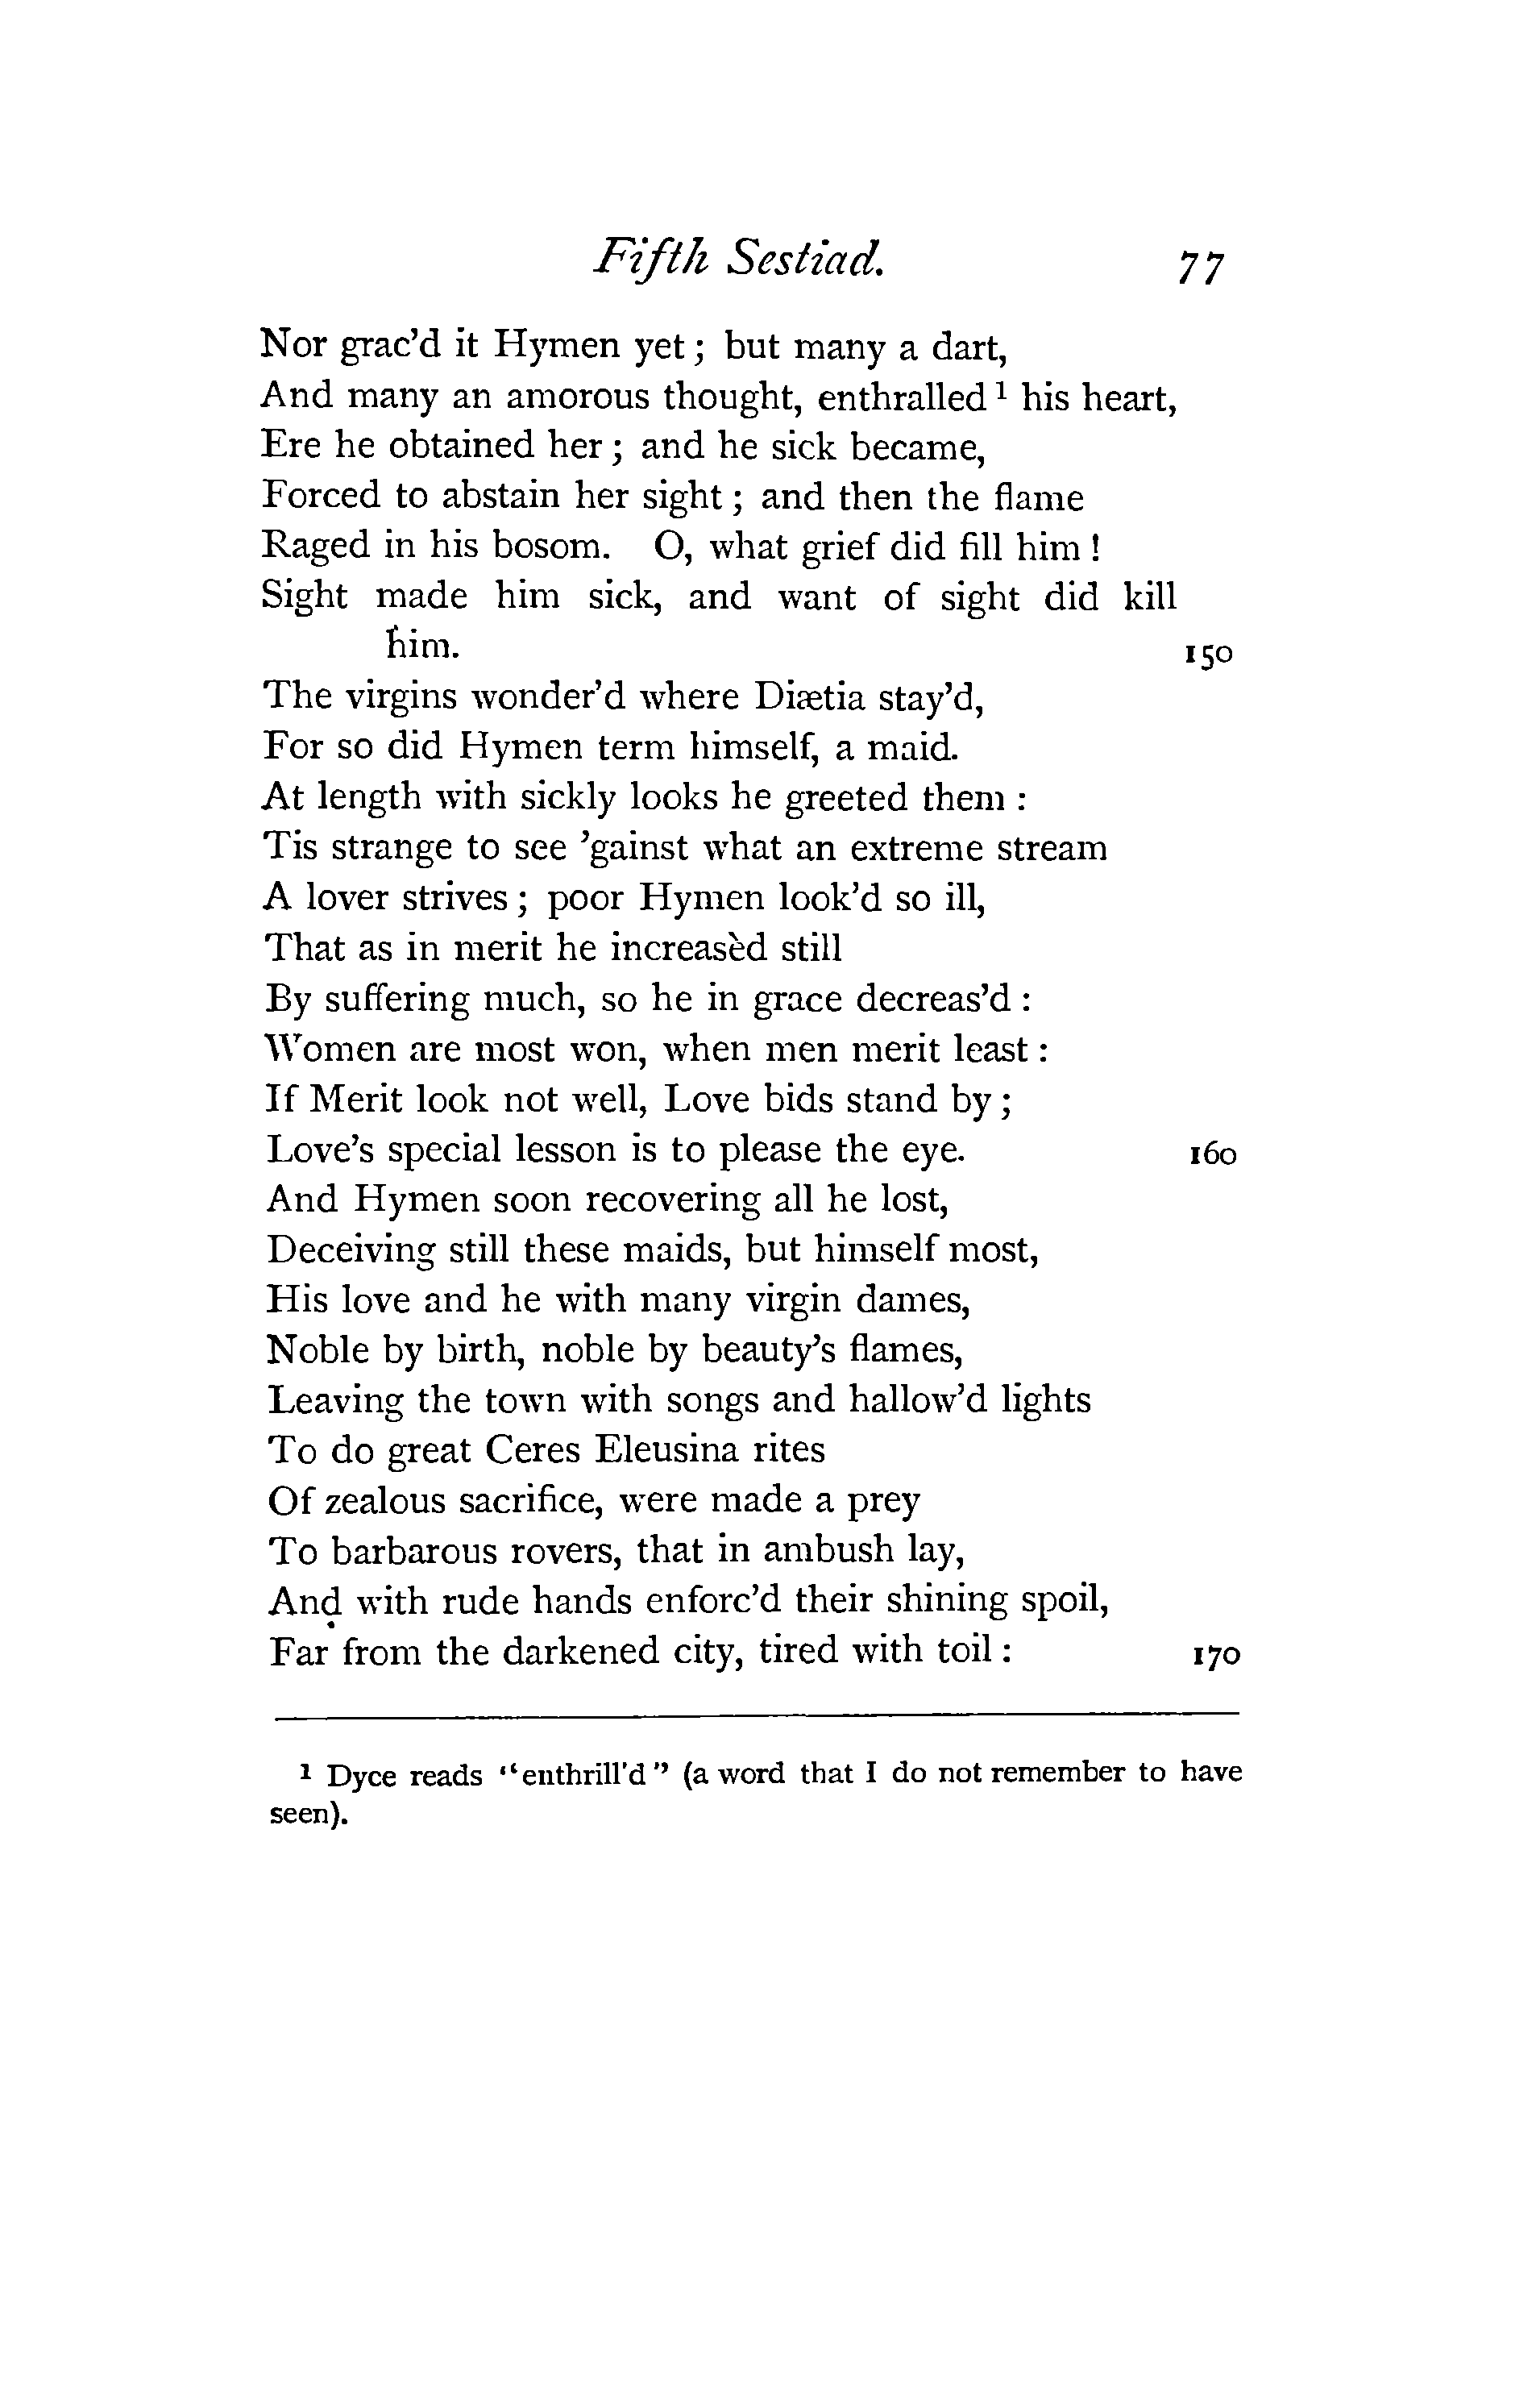 Fifth Sestiad. 77
Nor grac'd it Hymen yet ; but many a dart,
And many an amorous thought, enthralled ¹ his heart,
Ere he obtained her ; and he sick became,
Forced to abstain her sight ; and then the flame
Raged in his bosom. O, what grief did fill him !
Sight made him sick, and want of sight did kill
him. 150
The virgins wonder'd where Diætia stay'd,
For so did Hymen term himself, a maid.
At length with sickly looks he greeted them :
Tis strange to see 'gainst what an extreme stream
A lover strives ; poor Hymen look'd so ill,
That as in merit he increasèd still
By suffering much, so he in grace decreas'd :
Women are most won, when men merit least :
If Merit look not well, Love bids stand by ;
Love's special lesson is to please the eye. 160
And Hymen soon recovering all he lost,
Deceiving still these maids, but himself most,
His love and he with many virgin dames,
Noble by birth, noble by beauty's flames,
Leaving the town with songs and hallow'd lights
To do great Ceres Eleusina rites
Of zealous sacrifice, were made a prey
To barbarous rovers, that in ambush lay,
And with rude hands enforc'd their shining spoil,
Far from the darkened city, tired with toil : 170
¹ Dyce reads "enthrill'd" (a word that I do not remember to have
seen).